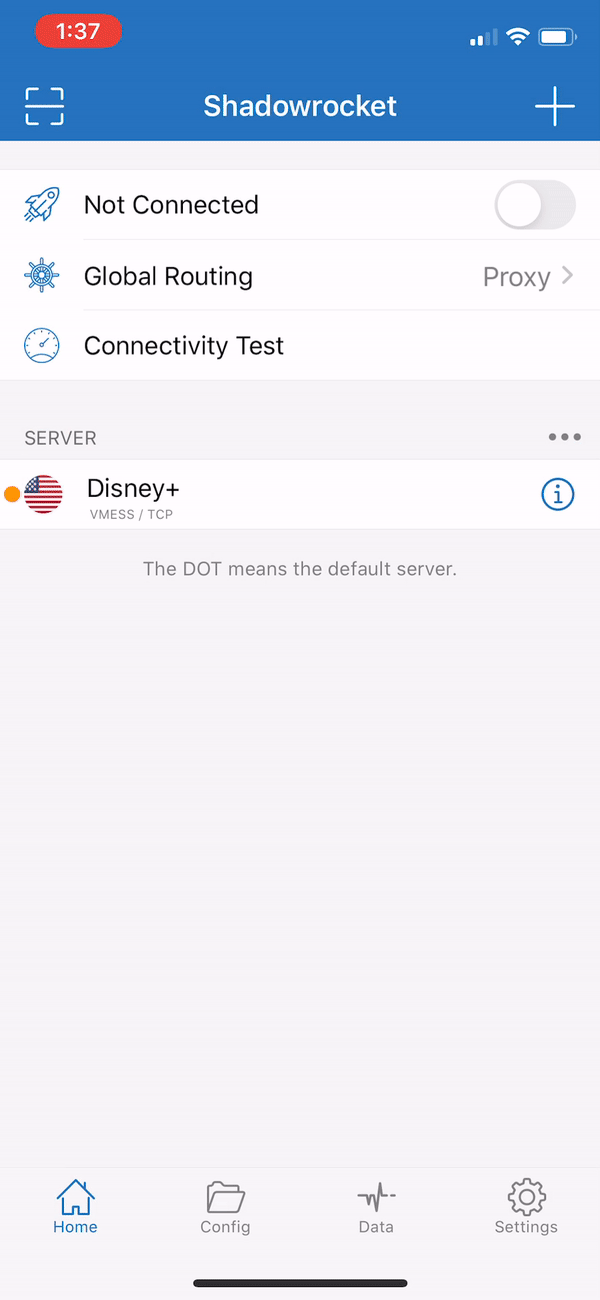 1:37
Shadowrocket
Not Connected
Global Routing
Proxy
Connectivity Test
SERVER
Disney+
VMESS / TCP
The DOT means the default server.
Home
Config
Data
Settings